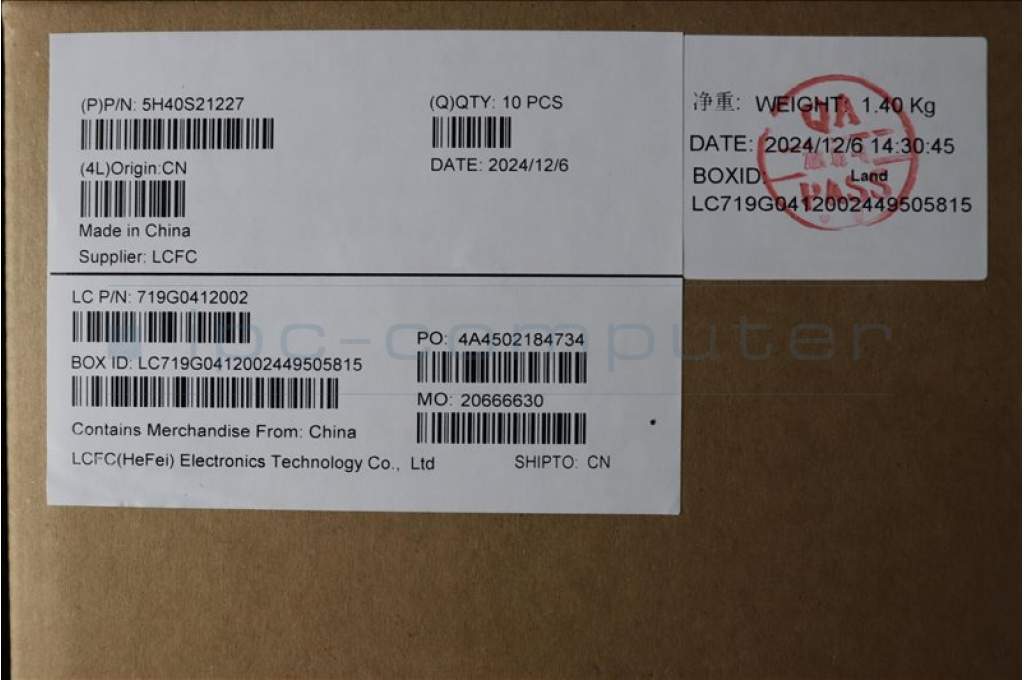 (P)P/N: 5H40S21227
(Q)QTY: 10 PCS
(4L)Origin:CN
DATE: 2024/12/6
Made in China
Supplier: LCFC
净重: WEIGHT: 1.40 Kg
DATE: 2024/12/6 14:30:45
BOXID: Land
LC719G0412002449505815
QA
PASS
LC P/N: 719G0412002
PO: 4A4502184734
BOX ID: LC719G0412002449505815
MO: 20666630
Contains Merchandise From: China
LCFC(HeFei) Electronics Technology Co., Ltd
SHIPTO: CN
ipc-computer